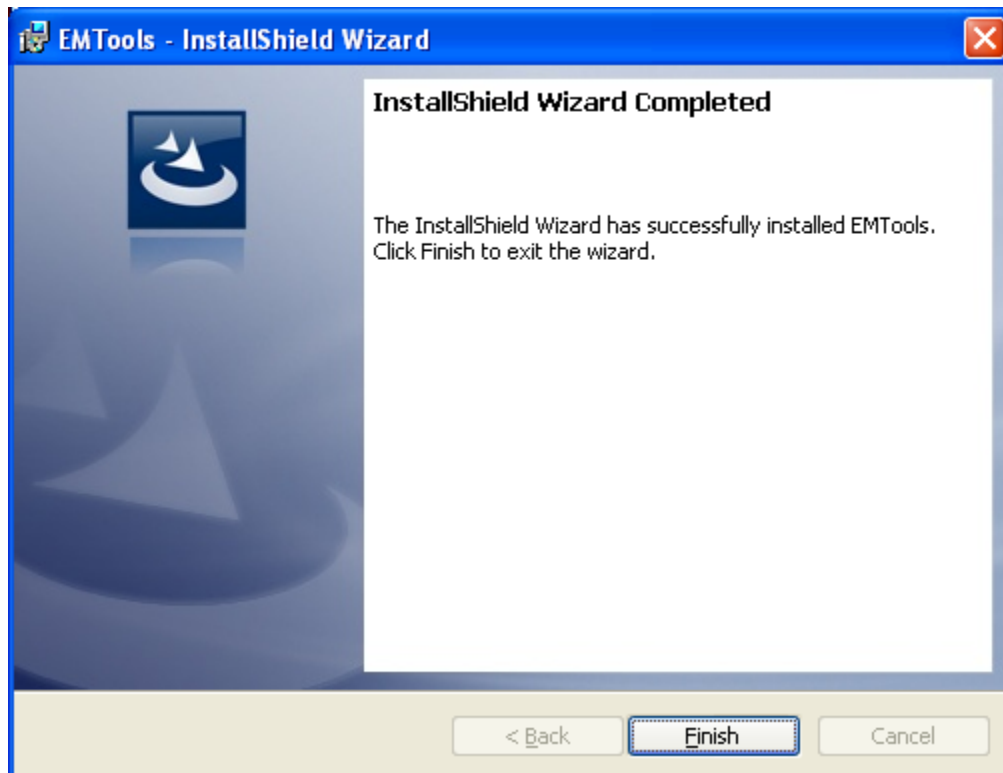 EMTools - InstallShield Wizard
InstallShield Wizard Completed
The InstallShield Wizard has successfully installed EMTools.
Click Finish to exit the wizard.
< Back
Finish
Cancel